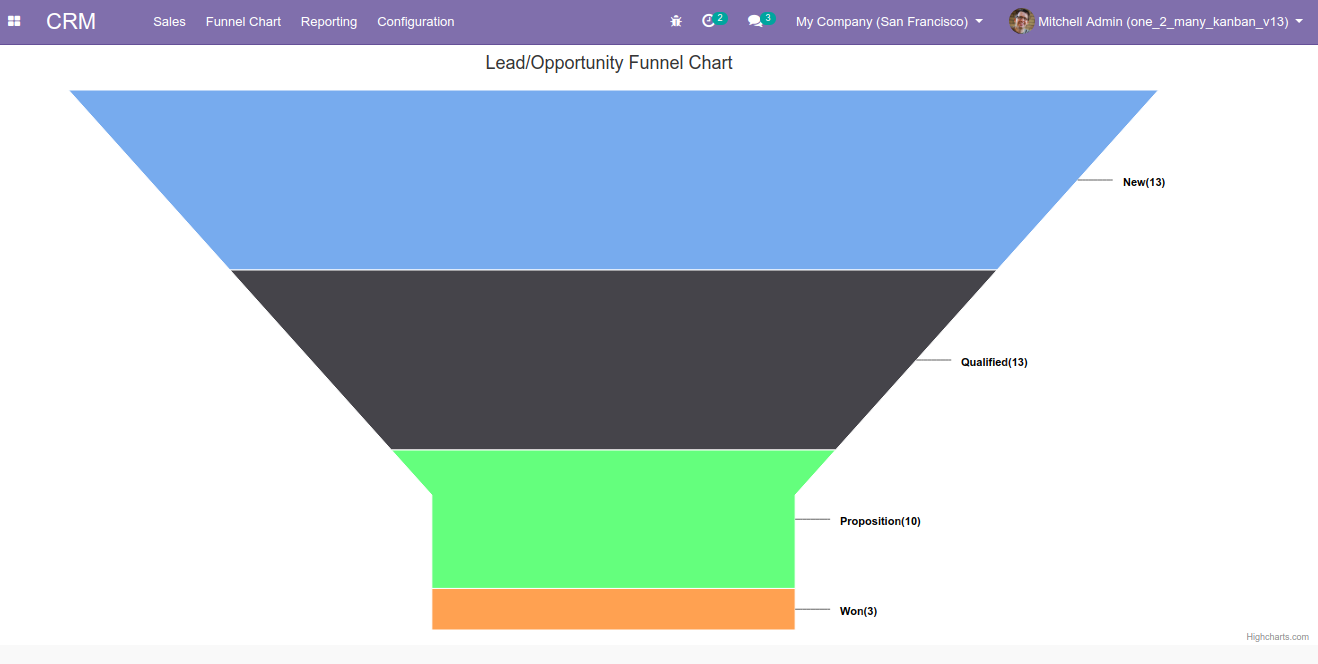 CRM Sales Funnel Chart Reporting Configuration 2 3 My Company (San Francisco) Mitchell Admin (one_2_many_kanban_v13)
Lead/Opportunity Funnel Chart
New(13)
Qualified(13)
Proposition(10)
Won(3)
Highcharts.com